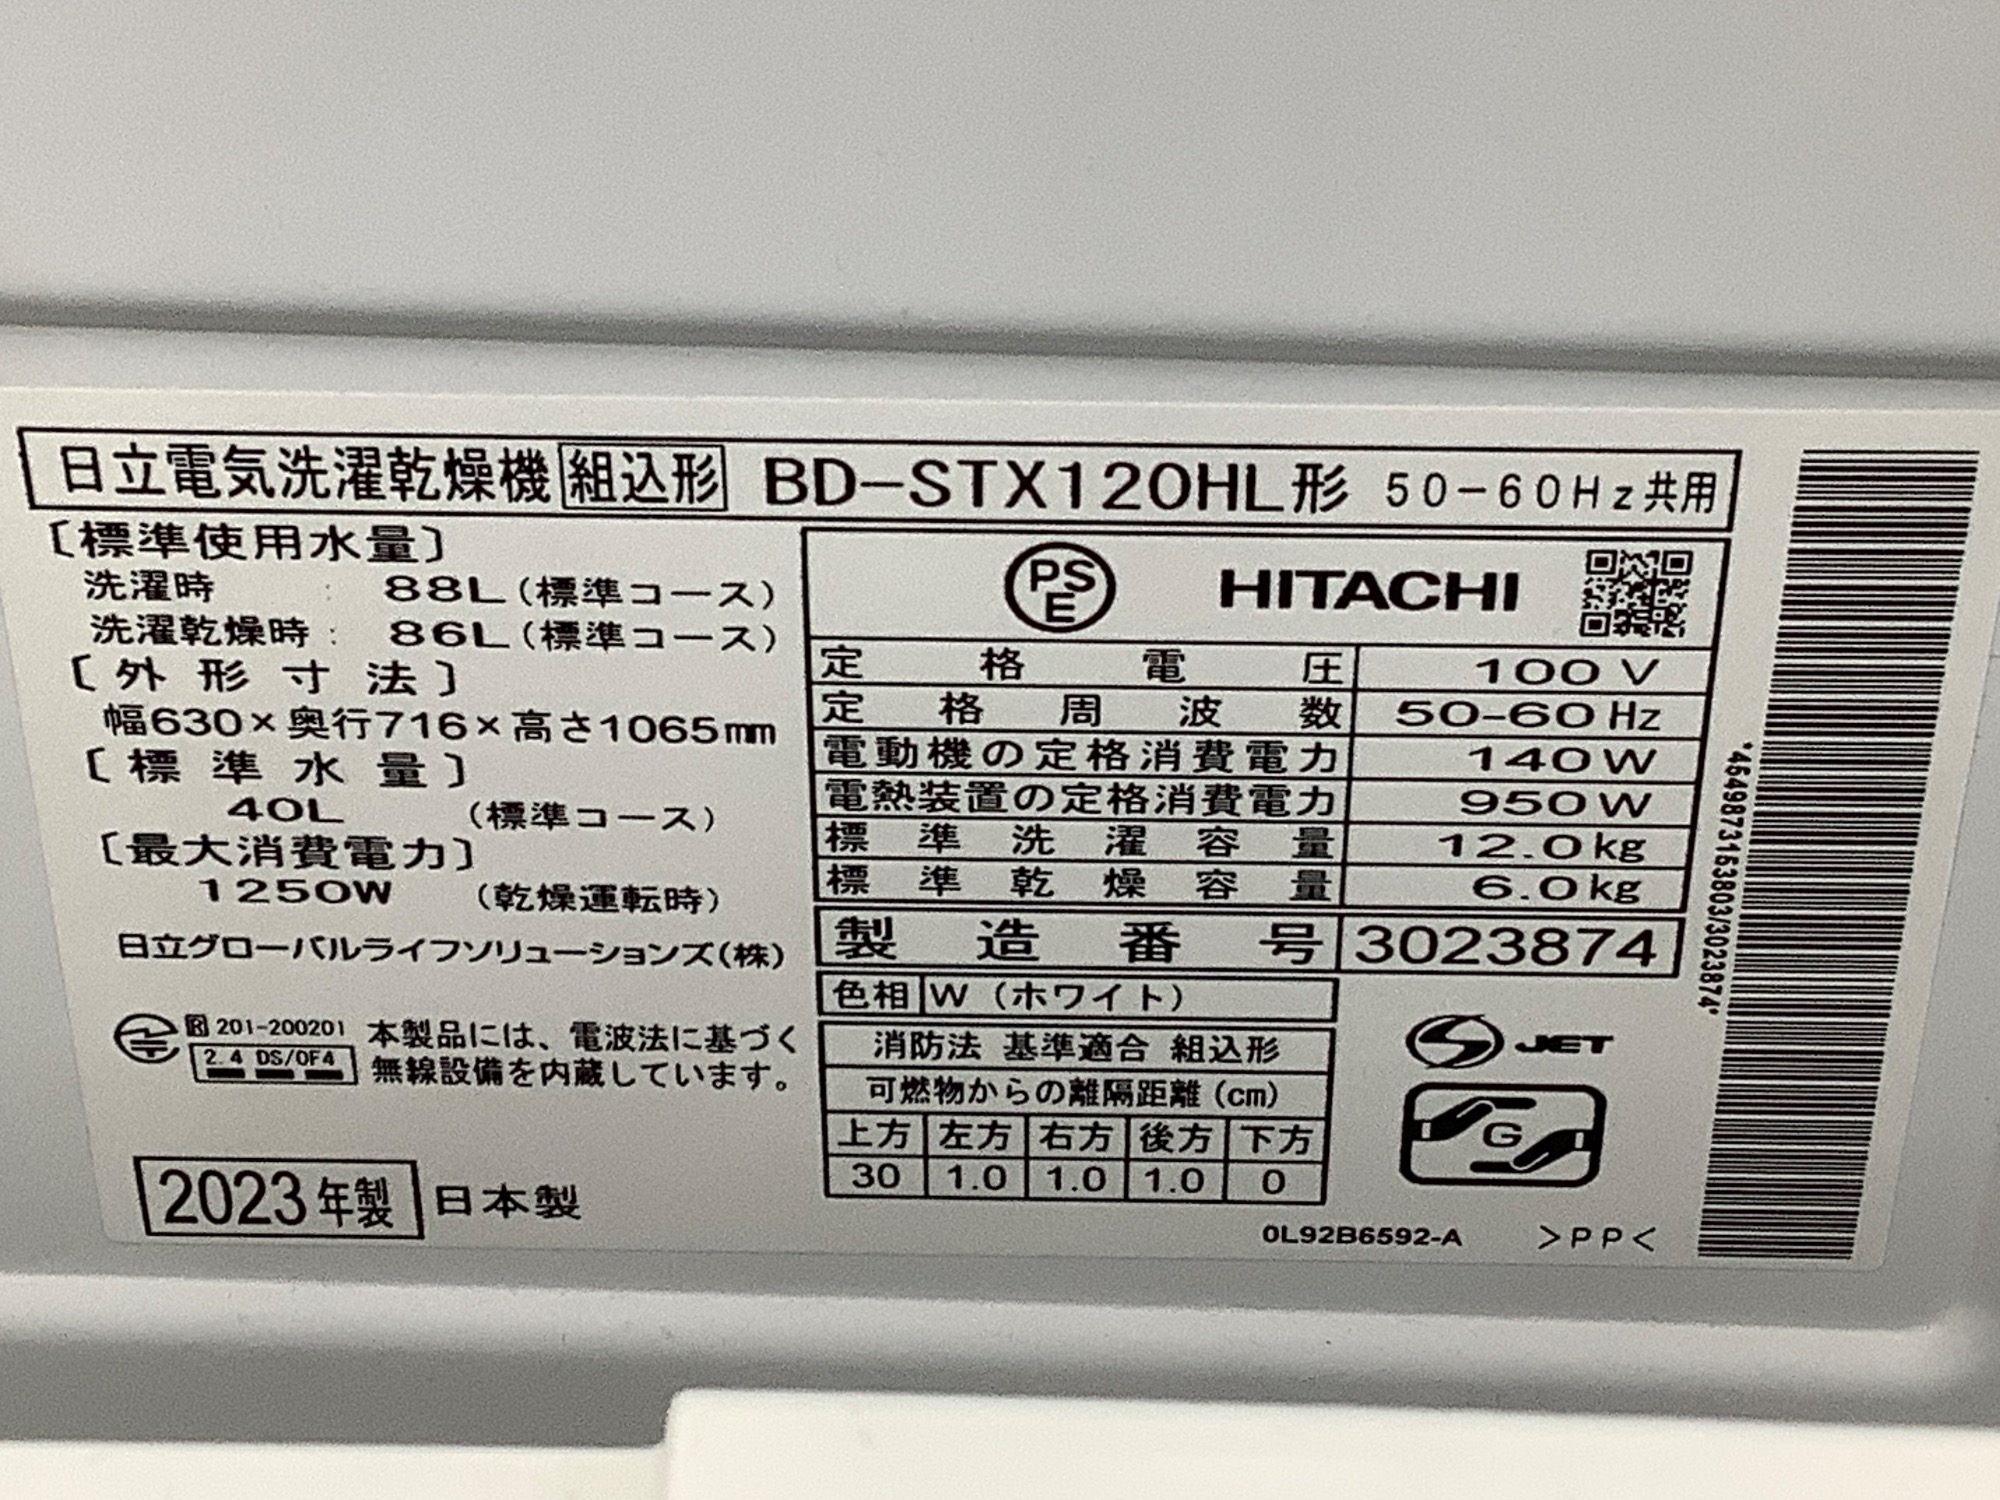 日立電気洗濯乾燥機 組込形 BD-STX120HL形 50-60Hz共用
〔標準使用水量〕
洗濯時 : 88L(標準コース)
洗濯乾燥時 : 86L(標準コース)
〔外形寸法〕
幅630×奥行716×高さ1065mm
〔標準水量〕
40L (標準コース)
〔最大消費電力〕
1250W (乾燥運転時)
日立グローバルライフソリューションズ(株)
R 201-200201
2.4 DS/OF4
本製品には、電波法に基づく
無線設備を内蔵しています。
2023年製 日本製
PSE HITACHI
定格電圧 100V
定格周波数 50-60Hz
電動機の定格消費電力 140W
電熱装置の定格消費電力 950W
標準洗濯容量 12.0kg
標準乾燥容量 6.0kg
製造番号 3023874
色相 W(ホワイト)
消防法 基準適合 組込形
可燃物からの離隔距離(cm)
上方 左方 右方 後方 下方
30 1.0 1.0 1.0 0
S JET
G
0L92B6592-A >PP<
*4549873153803/3023874*